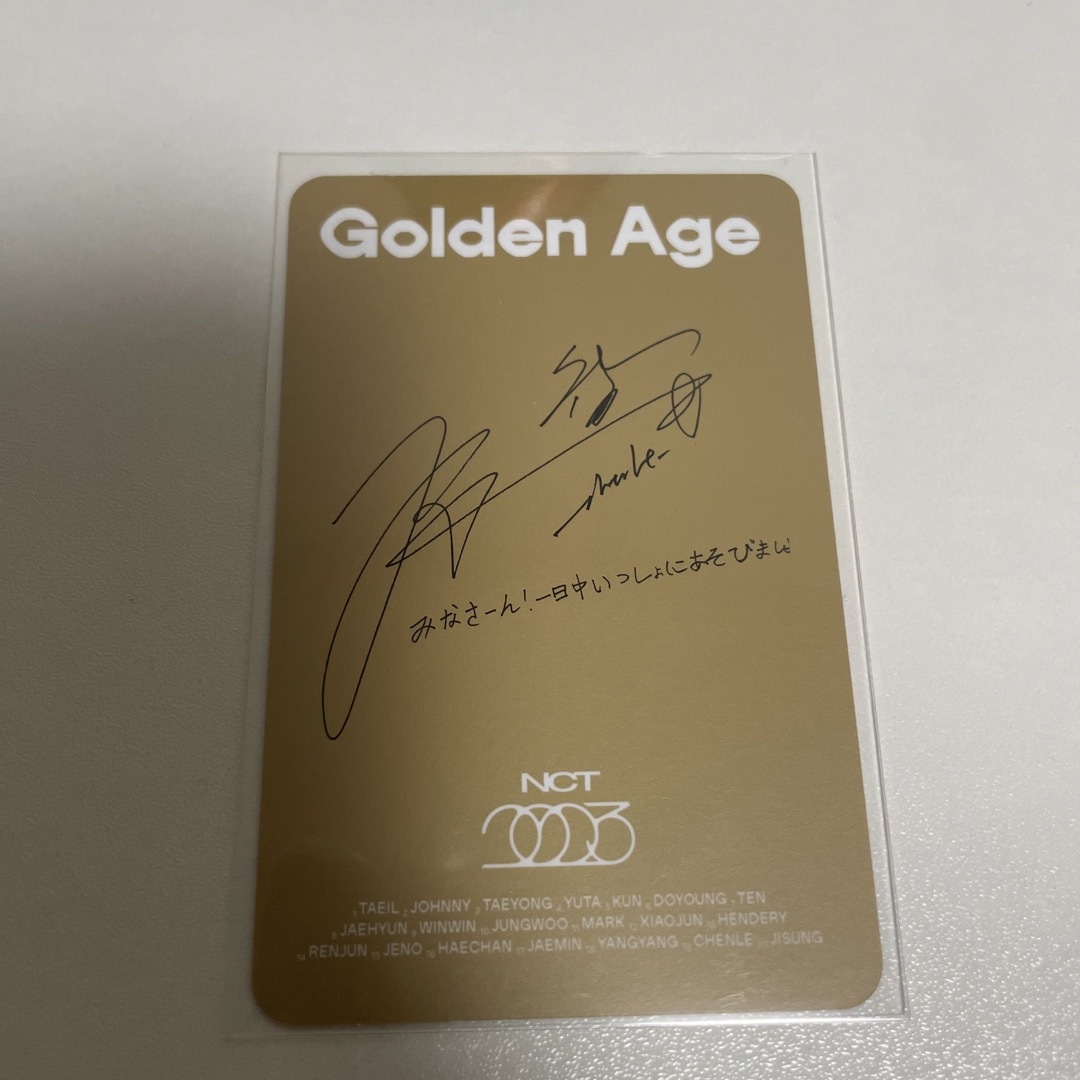 Golden Age
chenle
みなさーん!一日中いっしょにあそびましょ
NCT
2023
1 TAEIL 2 JOHNNY 3 TAEYONG 4 YUTA 5 KUN 6 DOYOUNG 7 TEN
8 JAEHYUN 9 WINWIN 10 JUNGWOO 11 MARK 12 XIAOJUN 13 HENDERY
14 RENJUN 15 JENO 16 HAECHAN 17 JAEMIN 18 YANGYANG 19 CHENLE 20 JISUNG